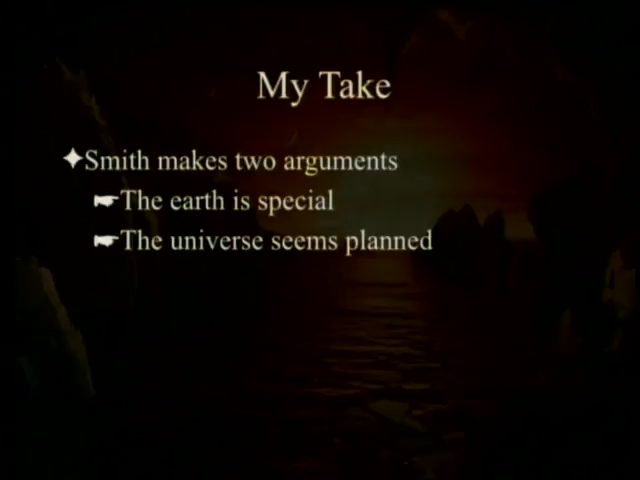 My Take
Smith makes two arguments
The earth is special
The universe seems planned